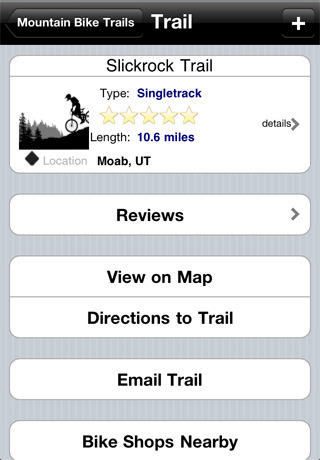 Mountain Bike Trails
Trail
+
Slickrock Trail
Type: Singletrack
Length: 10.6 miles
details
Location Moab, UT
Reviews
View on Map
Directions to Trail
Email Trail
Bike Shops Nearby